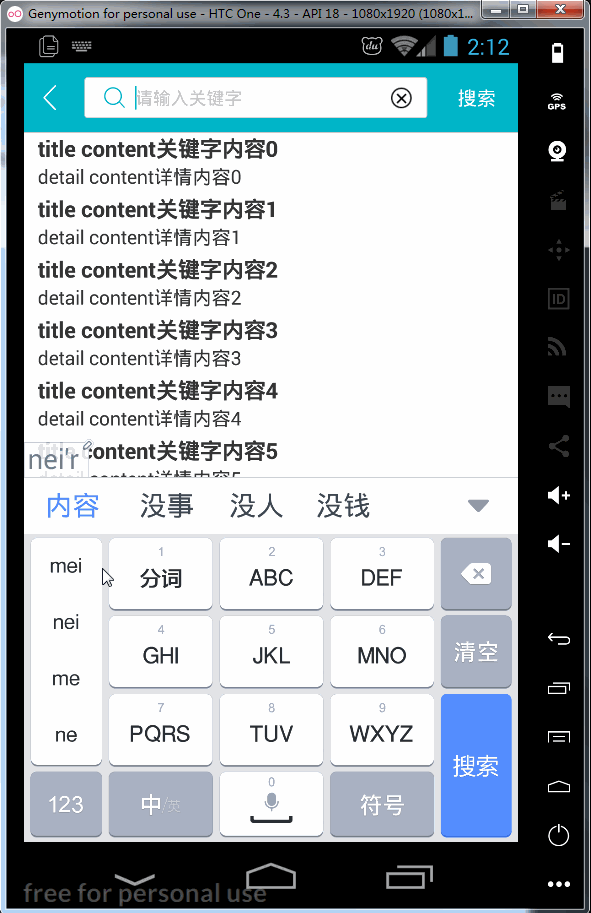 Genymotion for personal use - HTC One - 4.3 - API 18 - 1080x1920 (1080x1...
du 2:12
请输入关键字 搜索
GPS
title content关键字内容0
detail content详情内容0
title content关键字内容1
detail content详情内容1
title content关键字内容2
detail content详情内容2
ID
title content关键字内容3
detail content详情内容3
title content关键字内容4
detail content详情内容4
content关键字内容5
nei'r
内容 没事 没人 没钱
mei
nei
me
ne
1
分词
2
ABC
3
DEF
4
GHI
5
JKL
6
MNO
清空
7
PQRS
8
TUV
9
WXYZ
搜索
123
中/英
0
符号
free for personal use